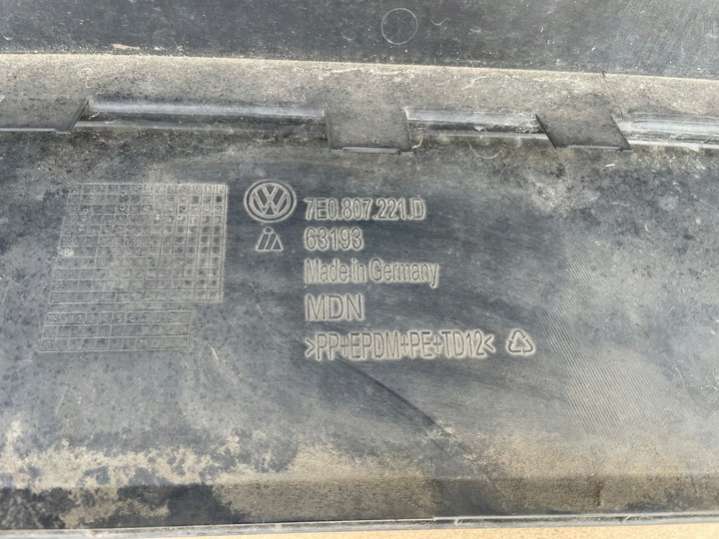 7E0.807.221.D
63193
Made in Germany
MDN
>PP+EPDM+PE+TD12<